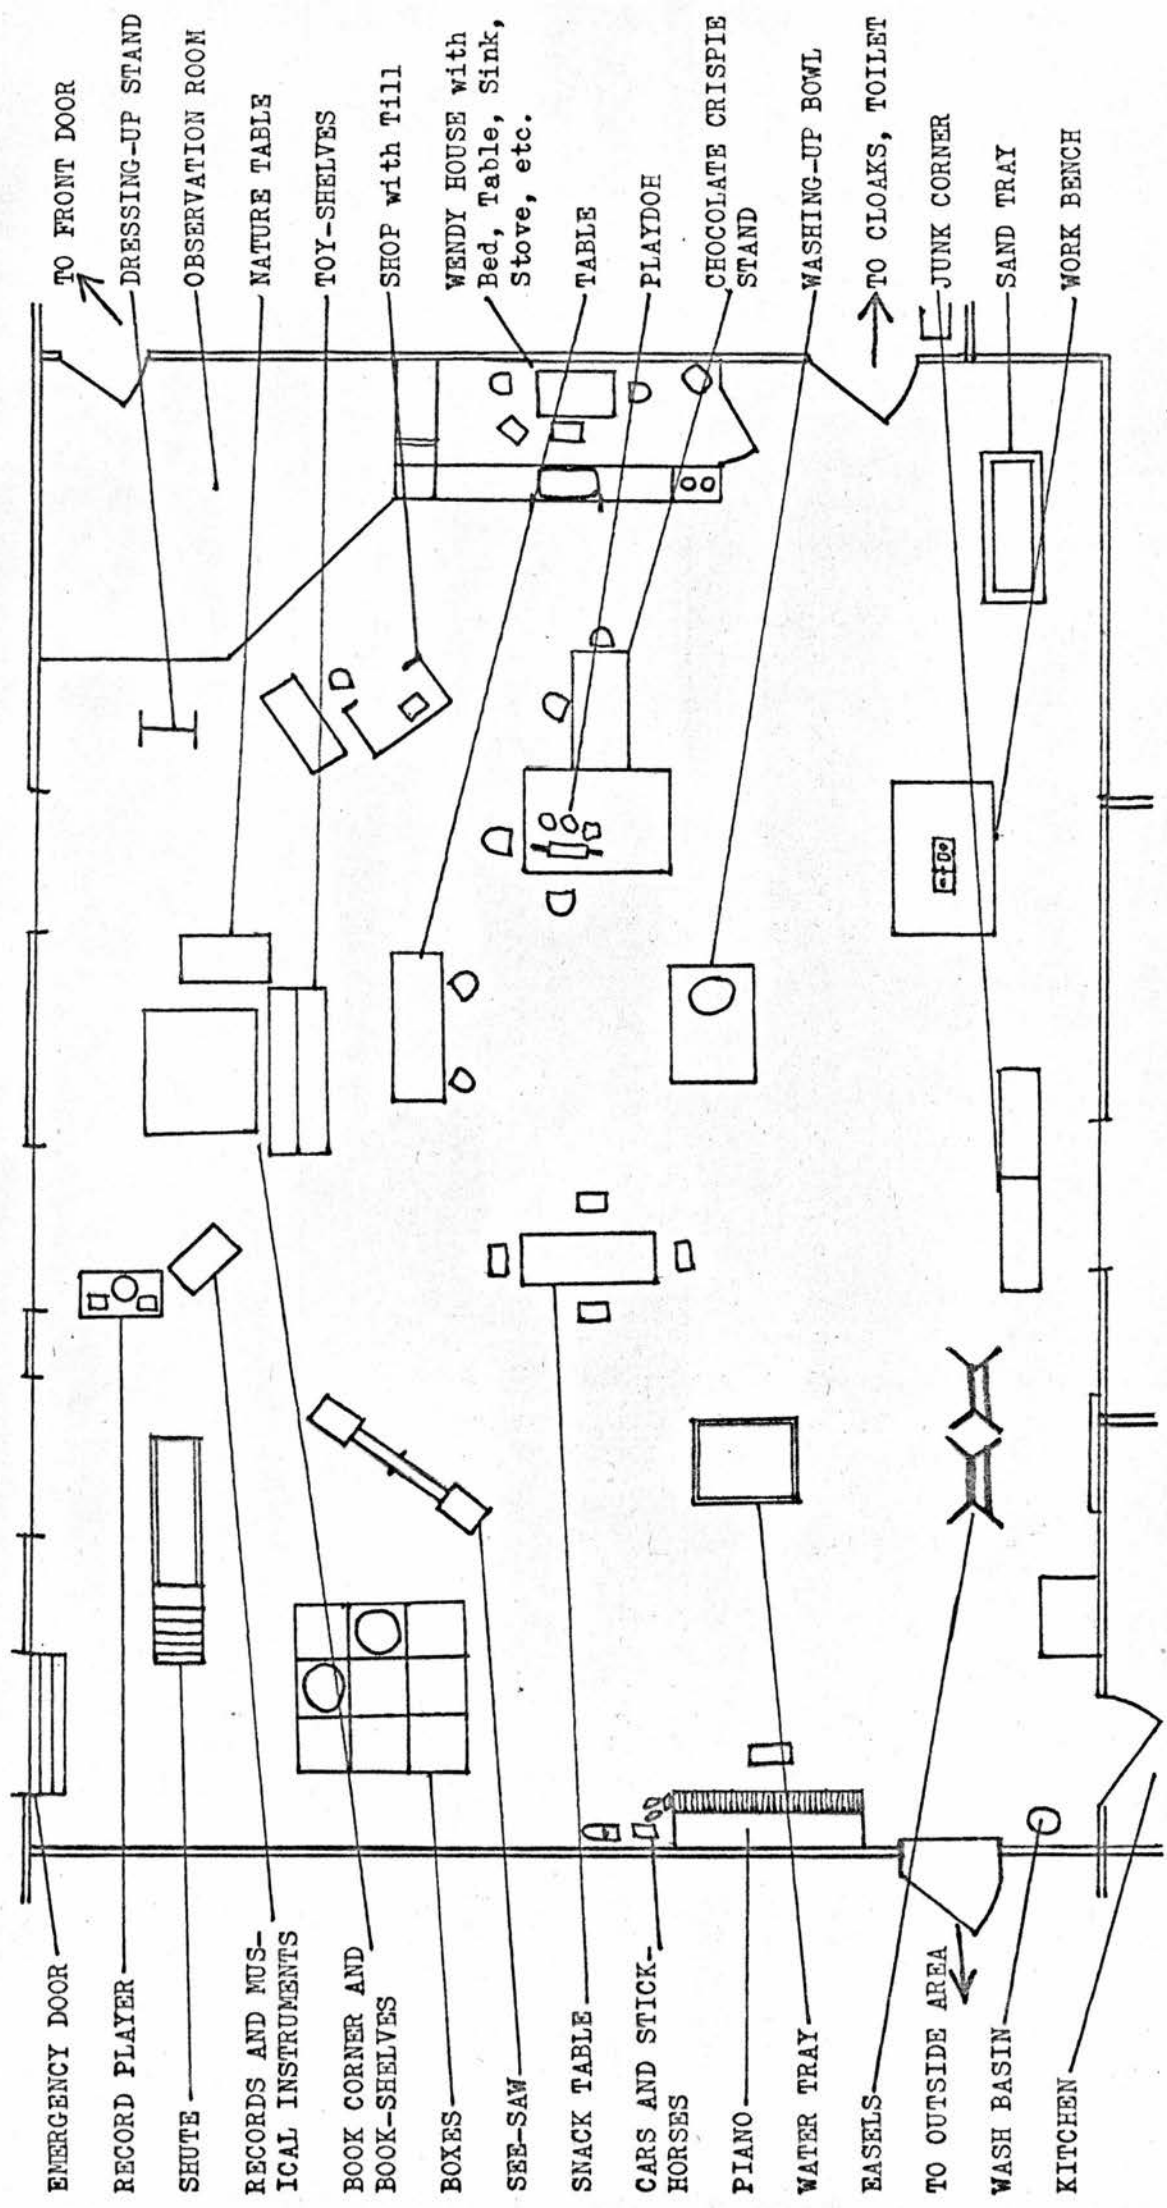 EMERGENCY DOOR
RECORD PLAYER
SHUTE
RECORDS AND MUS-
ICAL INSTRUMENTS
BOOK CORNER AND
BOOK-SHELVES
BOXES
SEE-SAW
SNACK TABLE
CARS AND STICK-
HORSES
PIANO
WATER TRAY
EASELS
TO OUTSIDE AREA
WASH BASIN
KITCHEN
TO FRONT DOOR
DRESSING-UP STAND
OBSERVATION ROOM
NATURE TABLE
TOY-SHELVES
SHOP with Till
WENDY HOUSE with
Bed, Table, Sink,
Stove, etc.
TABLE
PLAYDOH
CHOCOLATE CRISPIE
STAND
WASHING-UP BOWL
TO CLOAKS, TOILET
JUNK CORNER
SAND TRAY
WORK BENCH